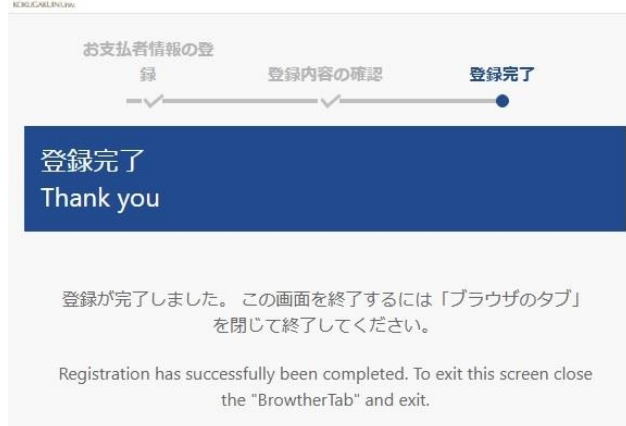 KOKUGAKUIN Univ.
お支払者情報の登
録
登録内容の確認
登録完了
登録完了
Thank you
登録が完了しました。 この画面を終了するには「ブラウザのタブ」
を閉じて終了してください。
Registration has successfully been completed. To exit this screen close
the "BrowtherTab" and exit.